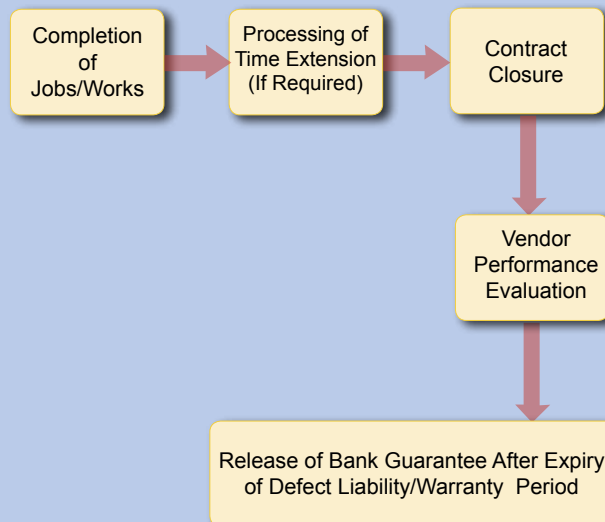 Completion
of
Jobs/Works
Processing of
Time Extension
(If Required)
Contract
Closure
Vendor
Performance
Evaluation
Release of Bank Guarantee After Expiry
of Defect Liability/Warranty Period